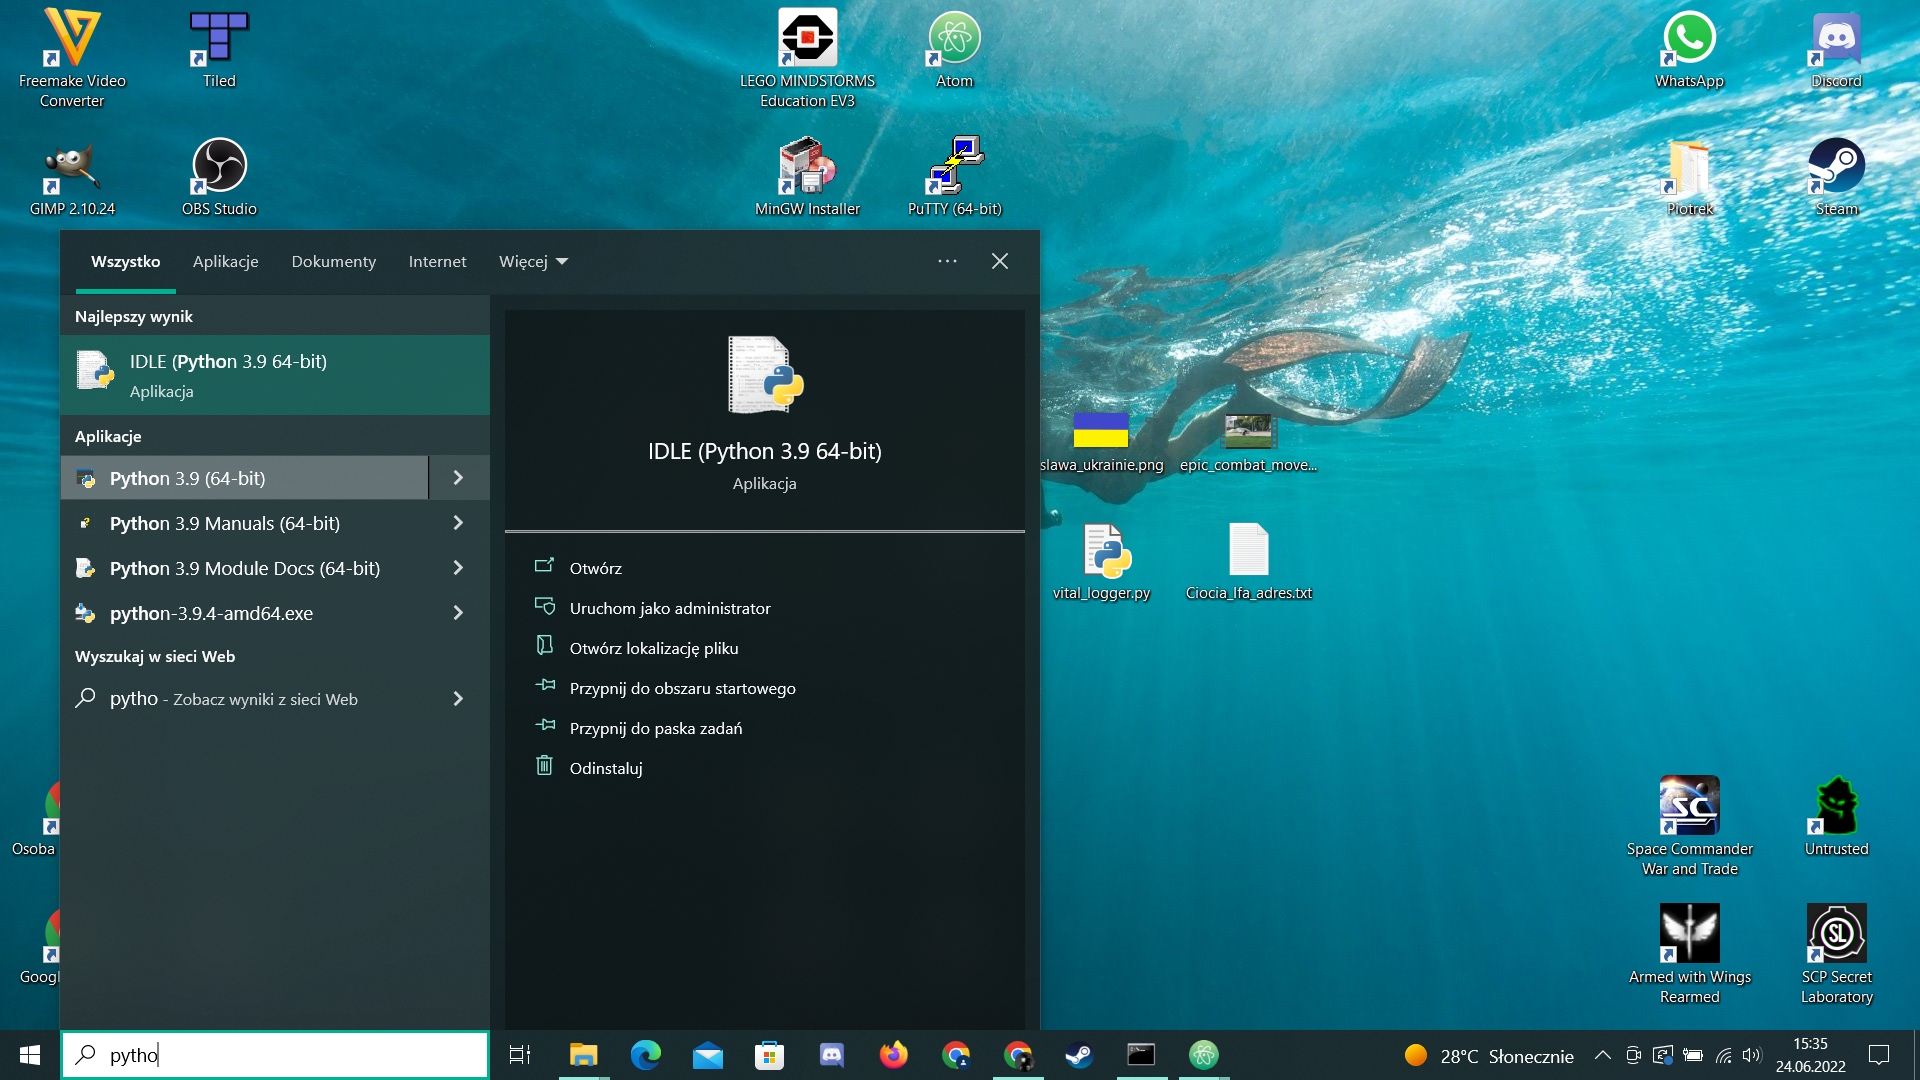 Freemake Video
Converter
Tiled
LEGO MINDSTORMS
Education EV3
Atom
WhatsApp
Discord
GIMP 2.10.24
OBS Studio
MinGW Installer
PuTTY (64-bit)
Piotrek
Steam
Wszystko
Aplikacje
Dokumenty
Internet
Więcej
Najlepszy wynik
IDLE (Python 3.9 64-bit)
Aplikacja
Aplikacje
Python 3.9 (64-bit)
Python 3.9 Manuals (64-bit)
Python 3.9 Module Docs (64-bit)
python-3.9.4-amd64.exe
Wyszukaj w sieci Web
pytho - Zobacz wyniki z sieci Web
IDLE (Python 3.9 64-bit)
Aplikacja
Otwórz
Uruchom jako administrator
Otwórz lokalizację pliku
Przypnij do obszaru startowego
Przypnij do paska zadań
Odinstaluj
slawa_ukrainie.png
epic_combat_move...
vital_logger.py
Ciocia_Ifa_adres.txt
Osoba
Googl
SC
Space Commander
War and Trade
Untrusted
Armed with Wings
Rearmed
SL
SCP Secret
Laboratory
pytho
28°C Słonecznie
15:35
24.06.2022